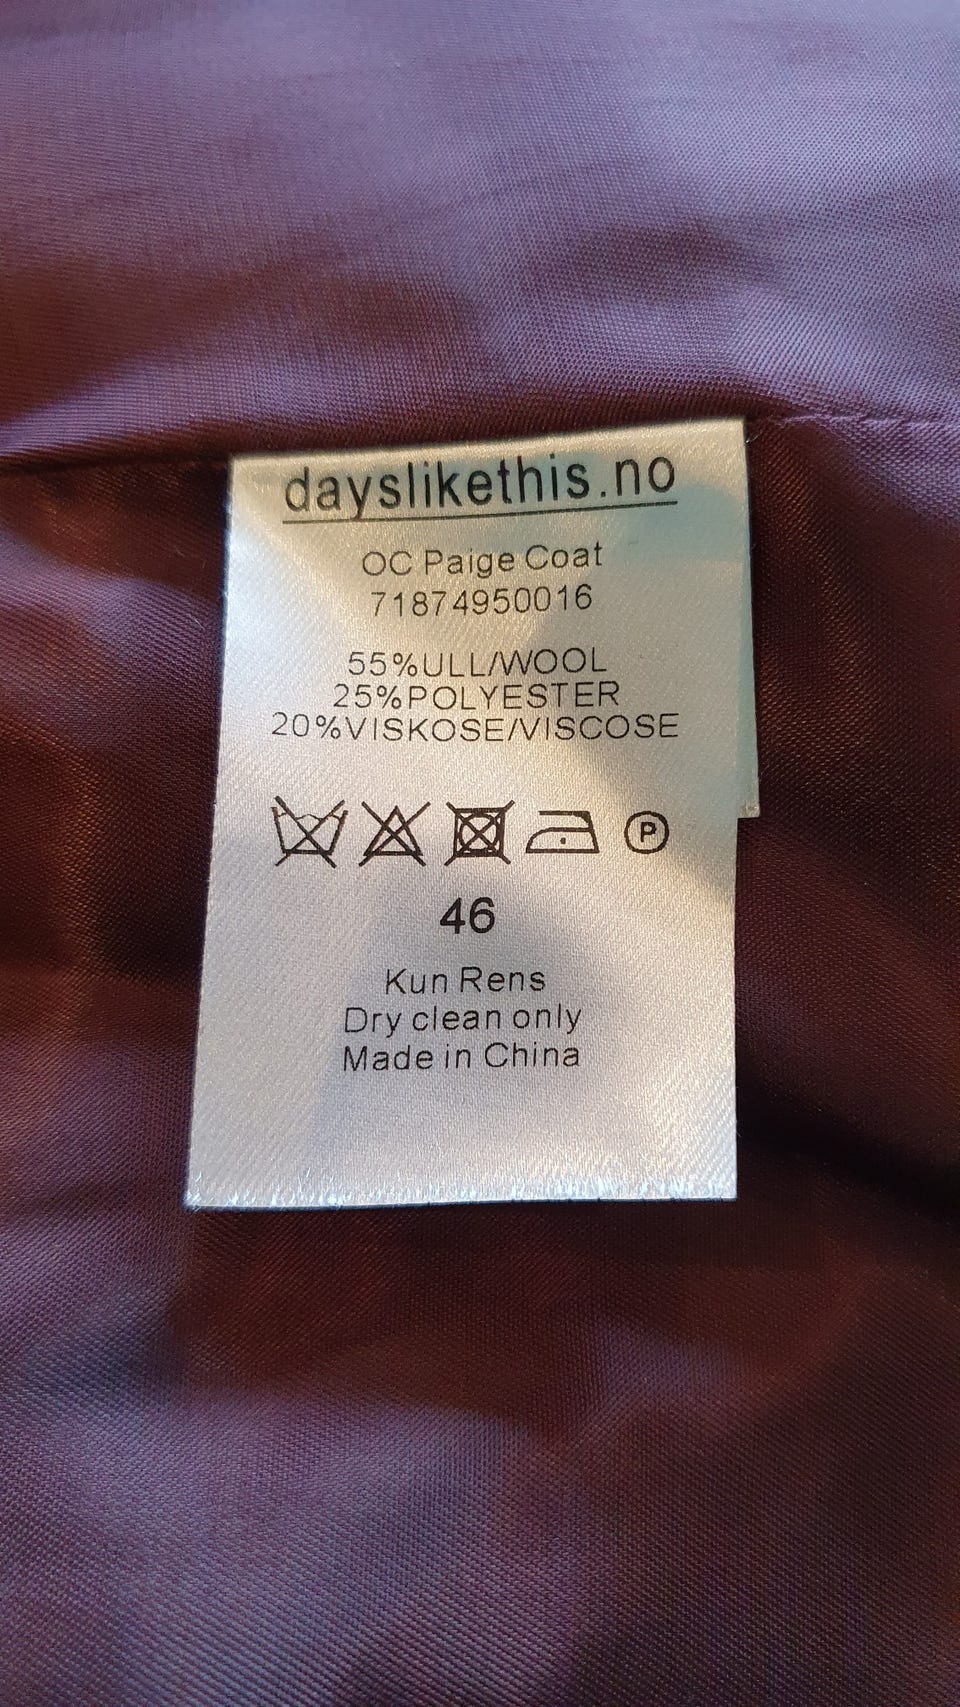 dayslikethis.no
OC Paige Coat
71874950016
55%ULL/WOOL
25%POLYESTER
20%VISKOSE/VISCOSE
P
46
Kun Rens
Dry clean only
Made in China